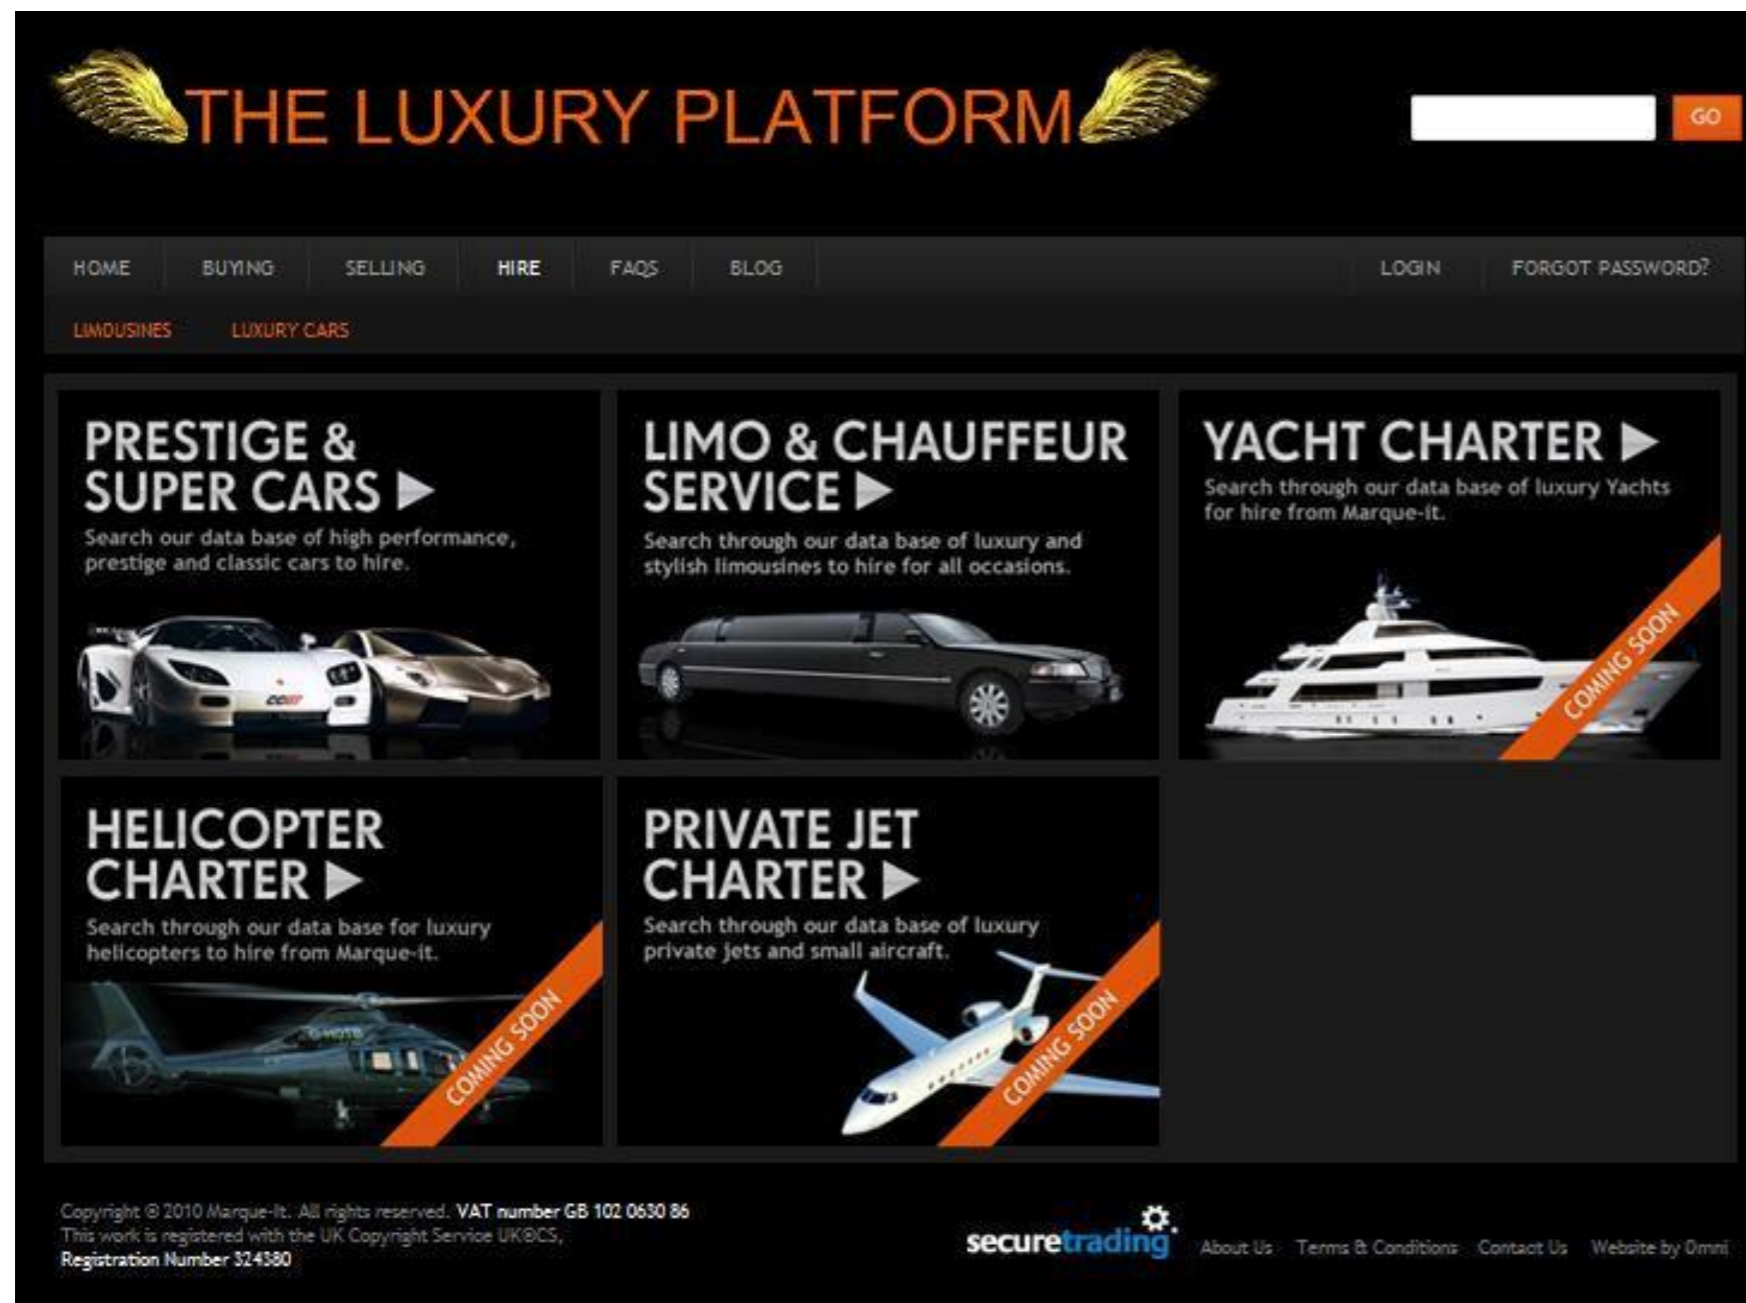 THE LUXURY PLATFORM
GO
HOME BUYING SELLING HIRE FAQS BLOG LOGIN FORGOT PASSWORD?
LIMOUSINES LUXURY CARS
PRESTIGE &
SUPER CARS
Search our data base of high performance,
prestige and classic cars to hire.
CCXR
LIMO & CHAUFFEUR
SERVICE
Search through our data base of luxury and
stylish limousines to hire for all occasions.
YACHT CHARTER
Search through our data base of luxury Yachts
for hire from Marque-it.
COMING SOON
HELICOPTER
CHARTER
Search through our data base for luxury
helicopters to hire from Marque-it.
G-HOTB
COMING SOON
PRIVATE JET
CHARTER
Search through our data base of luxury
private jets and small aircraft.
COMING SOON
Copyright © 2010 Marque-It. All rights reserved. VAT number GB 102 0630 86
This work is registered with the UK Copyright Service UK©CS,
Registration Number 324380
securetrading
About Us Terms & Conditions Contact Us Website by 0mni